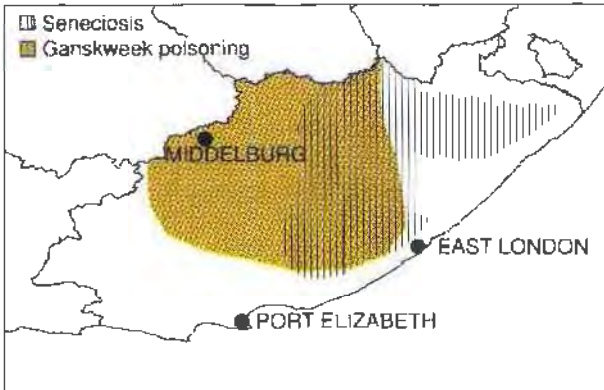 Seneciosis
Ganskweek poisoning
MIDDELBURG
EAST LONDON
PORT ELIZABETH